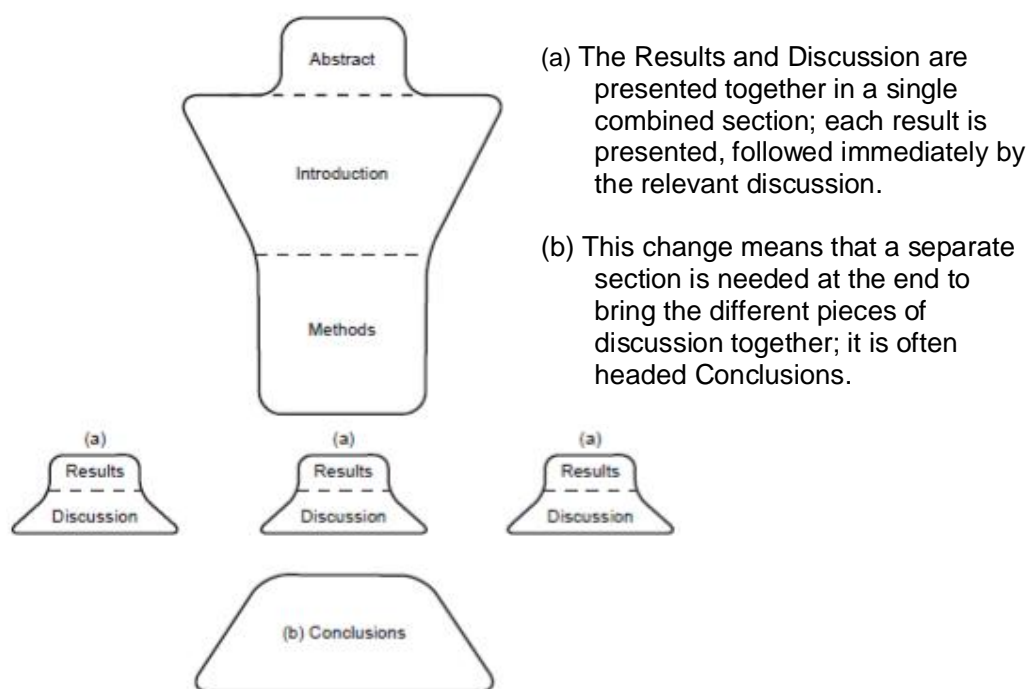 Abstract
Introduction
Methods
(a) The Results and Discussion are
presented together in a single
combined section; each result is
presented, followed immediately by
the relevant discussion.
(b) This change means that a separate
section is needed at the end to
bring the different pieces of
discussion together; it is often
headed Conclusions.
(a)
Results
Discussion
(a)
Results
Discussion
(a)
Results
Discussion
(b) Conclusions